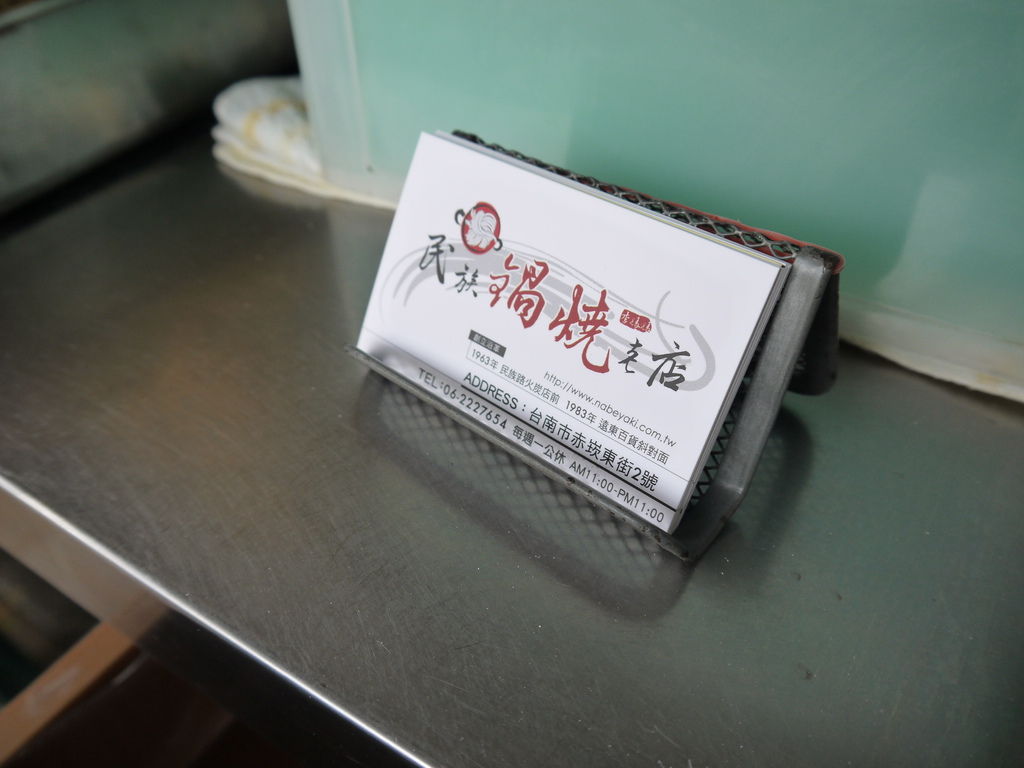 民族鍋燒老店
http://www.nabeyaki.com.tw
1963年 民族路火炭店前 1983年 遠東百貨斜對面
ADDRESS：台南市赤崁東街2號
TEL:06-2227654 每週一公休 AM11:00-PM11:00